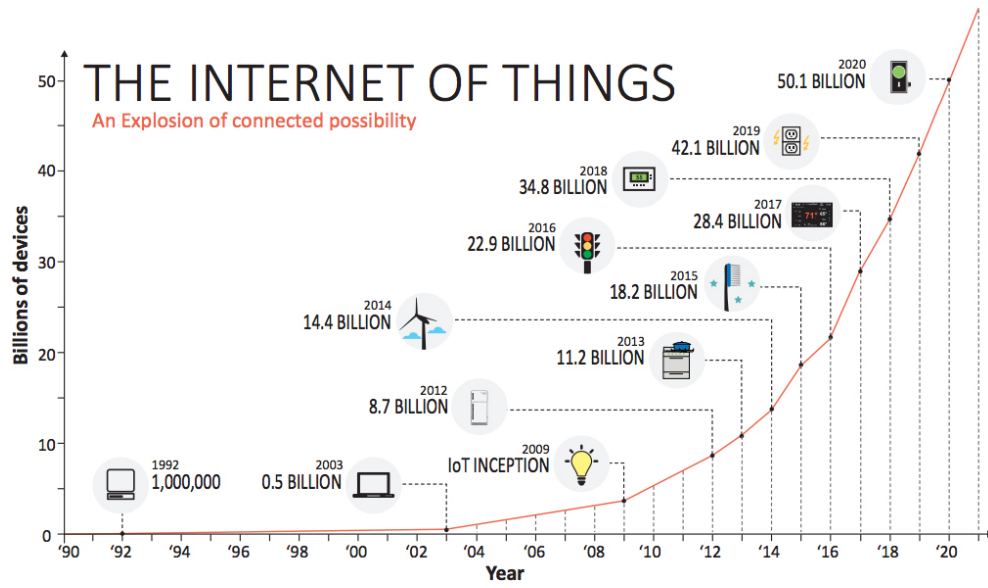 THE INTERNET OF THINGS
An Explosion of connected possibility
Billions of devices
50
40
30
20
10
0
1992
1,000,000
2003
0.5 BILLION
2009
IoT INCEPTION
2012
8.7 BILLION
2013
11.2 BILLION
2014
14.4 BILLION
2015
18.2 BILLION
2016
22.9 BILLION
2017
28.4 BILLION
2018
34.8 BILLION
2019
42.1 BILLION
2020
50.1 BILLION
71°
'90 '92 '94 '96 '98 '00 '02 '04 '06 '08 '10 '12 '14 '16 '18 '20
Year